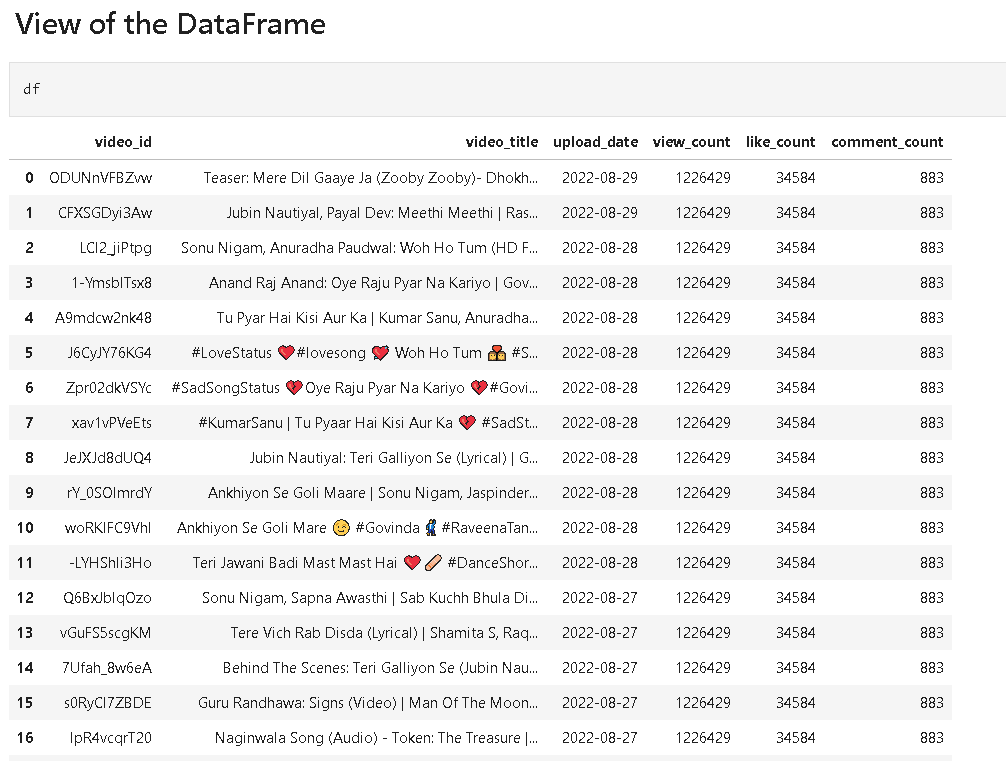 View of the DataFrame
df
video_id video_title upload_date view_count like_count comment_count
0 ODUNnVFBZvw Teaser: Mere Dil Gaaye Ja (Zooby Zooby)- Dhokh... 2022-08-29 1226429 34584 883
1 CFXSGDyi3Aw Jubin Nautiyal, Payal Dev: Meethi Meethi | Ras... 2022-08-29 1226429 34584 883
2 LCl2_jiPtpg Sonu Nigam, Anuradha Paudwal: Woh Ho Tum (HD F... 2022-08-28 1226429 34584 883
3 1-YmsblTsx8 Anand Raj Anand: Oye Raju Pyar Na Kariyo | Gov... 2022-08-28 1226429 34584 883
4 A9mdcw2nk48 Tu Pyar Hai Kisi Aur Ka | Kumar Sanu, Anuradha... 2022-08-28 1226429 34584 883
5 J6CyJY76KG4 #LoveStatus ❤️#lovesong 💓 Woh Ho Tum 💑 #S... 2022-08-28 1226429 34584 883
6 Zpr02dkVSYc #SadSongStatus 💔Oye Raju Pyar Na Kariyo 💔#Govi... 2022-08-28 1226429 34584 883
7 xav1vPVeEts #KumarSanu | Tu Pyaar Hai Kisi Aur Ka 💔 #SadSt... 2022-08-28 1226429 34584 883
8 JeJXJd8dUQ4 Jubin Nautiyal: Teri Galliyon Se (Lyrical) | G... 2022-08-28 1226429 34584 883
9 rY_0SOlmrdY Ankhiyon Se Goli Maare | Sonu Nigam, Jaspinder... 2022-08-28 1226429 34584 883
10 woRKlFC9Vhl Ankhiyon Se Goli Mare 😉 #Govinda 🕺 #RaveenaTan... 2022-08-28 1226429 34584 883
11 -LYHShli3Ho Teri Jawani Badi Mast Mast Hai ❤️🩹 #DanceShor... 2022-08-28 1226429 34584 883
12 Q6BxJblqOzo Sonu Nigam, Sapna Awasthi | Sab Kuchh Bhula Di... 2022-08-27 1226429 34584 883
13 vGuFS5scgKM Tere Vich Rab Disda (Lyrical) | Shamita S, Raq... 2022-08-27 1226429 34584 883
14 7Ufah_8w6eA Behind The Scenes: Teri Galliyon Se (Jubin Nau... 2022-08-27 1226429 34584 883
15 s0RyCl7ZBDE Guru Randhawa: Signs (Video) | Man Of The Moon... 2022-08-27 1226429 34584 883
16 lpR4vcqrT20 Naginwala Song (Audio) - Token: The Treasure |... 2022-08-27 1226429 34584 883